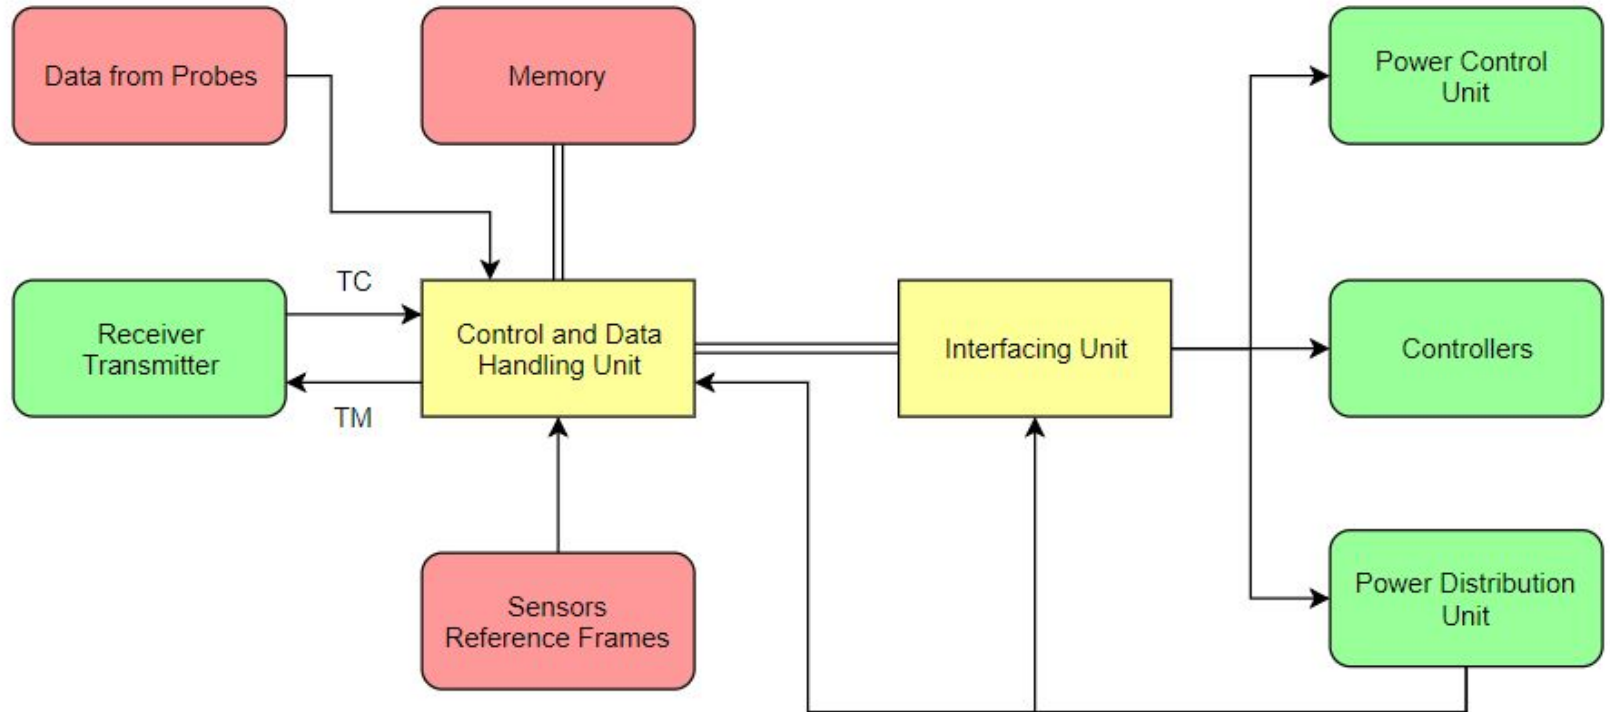 Data from Probes
Memory
Power Control
Unit
TC
Receiver
Transmitter
Control and Data
Handling Unit
Interfacing Unit
Controllers
TM
Sensors
Reference Frames
Power Distribution
Unit